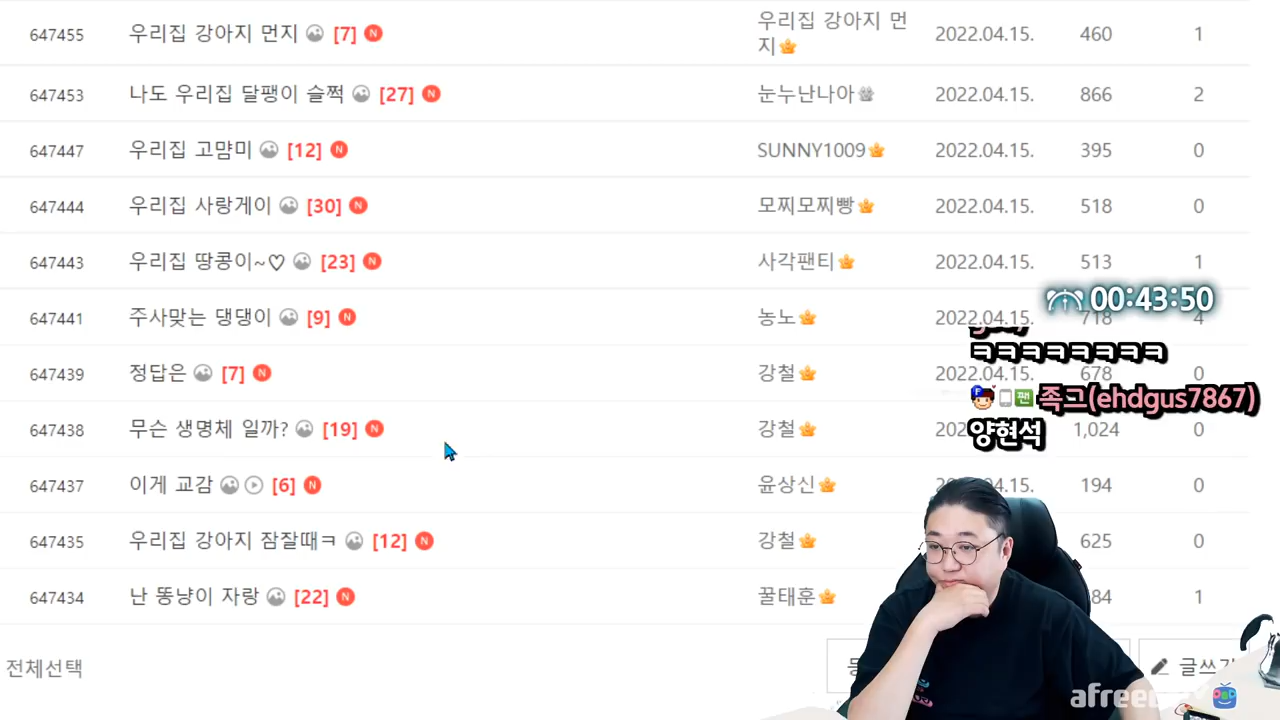 647455 우리집 강아지 먼지 [7] N 우리집 강아지 먼지 2022.04.15. 460 1
647453 나도 우리집 달팽이 슬쩍 [27] N 눈누난나아 2022.04.15. 866 2
647447 우리집 고먐미 [12] N SUNNY1009 2022.04.15. 395 0
647444 우리집 사랑게이 [30] N 모찌모찌빵 2022.04.15. 518 0
647443 우리집 땅콩이~♡ [23] N 사각팬티 2022.04.15. 513 1
00:43:50
647441 주사맞는 댕댕이 [9] N 농노 2022.04.15. 718 4
ㅋㅋㅋㅋㅋㅋㅋㅋ
647439 정답은 [7] N 강철 2022.04.15. 678 0
팬 족그(ehdgus7867)
647438 무슨 생명체 일까? [19] N 강철 1,024 0
양현석
647437 이게 교감 [6] N 윤상신 194 0
647435 우리집 강아지 잠잘때ㅋ [12] N 강철 625 0
647434 난 똥냥이 자랑 [22] N 꿀태훈 1
전체선택